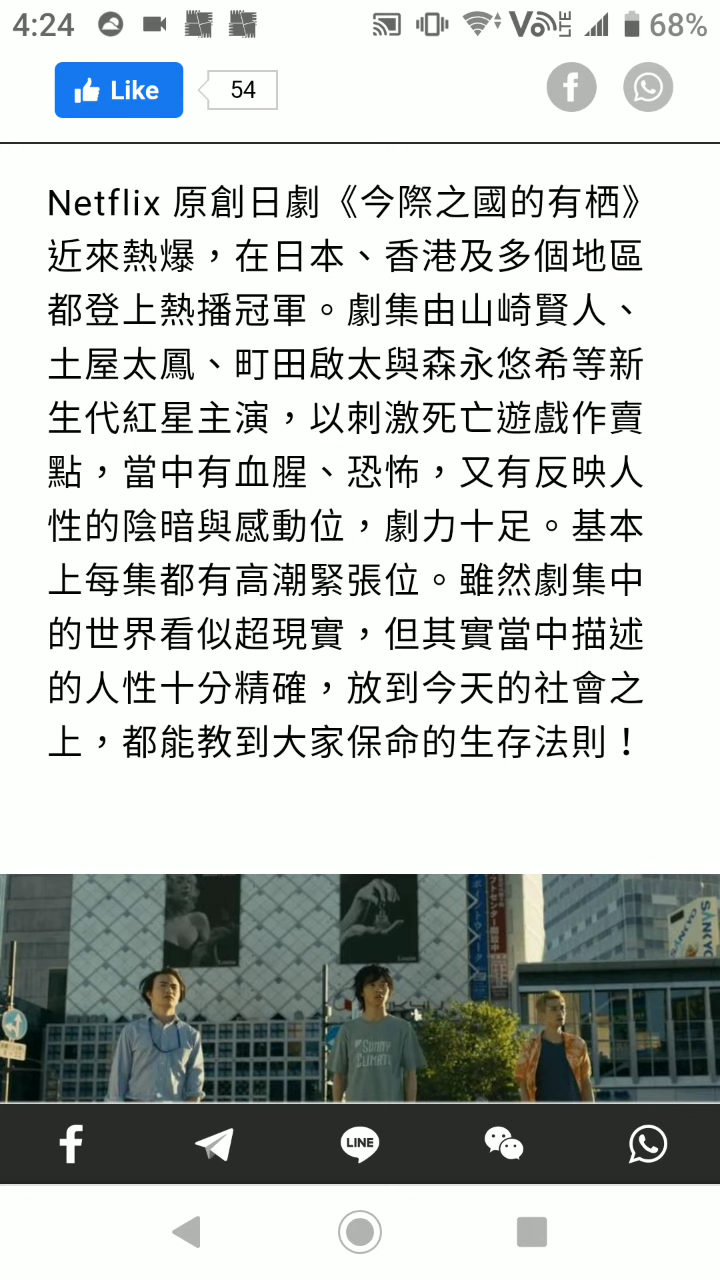 4:24
LTE
68%
Like
54
Netflix 原創日劇《今際之國的有栖》
近來熱爆，在日本、香港及多個地區
都登上熱播冠軍。劇集由山崎賢人、
土屋太鳳、町田啟太與森永悠希等新
生代紅星主演，以刺激死亡遊戲作賣
點，當中有血腥、恐怖，又有反映人
性的陰暗與感動位，劇力十足。基本
上每集都有高潮緊張位。雖然劇集中
的世界看似超現實，但其實當中描述
的人性十分精確，放到今天的社會之
上，都能教到大家保命的生存法則！
SUNNY
CLIMATE
LINE